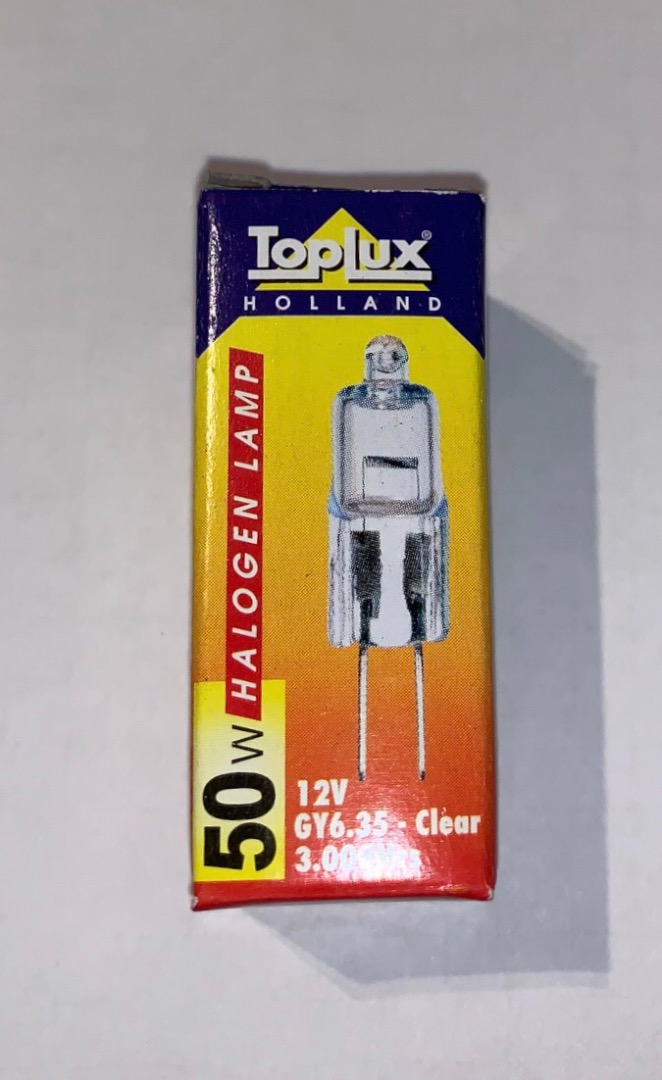 TopLux®
HOLLAND
HALOGEN LAMP
50W
12V
GY6.35 - Clear